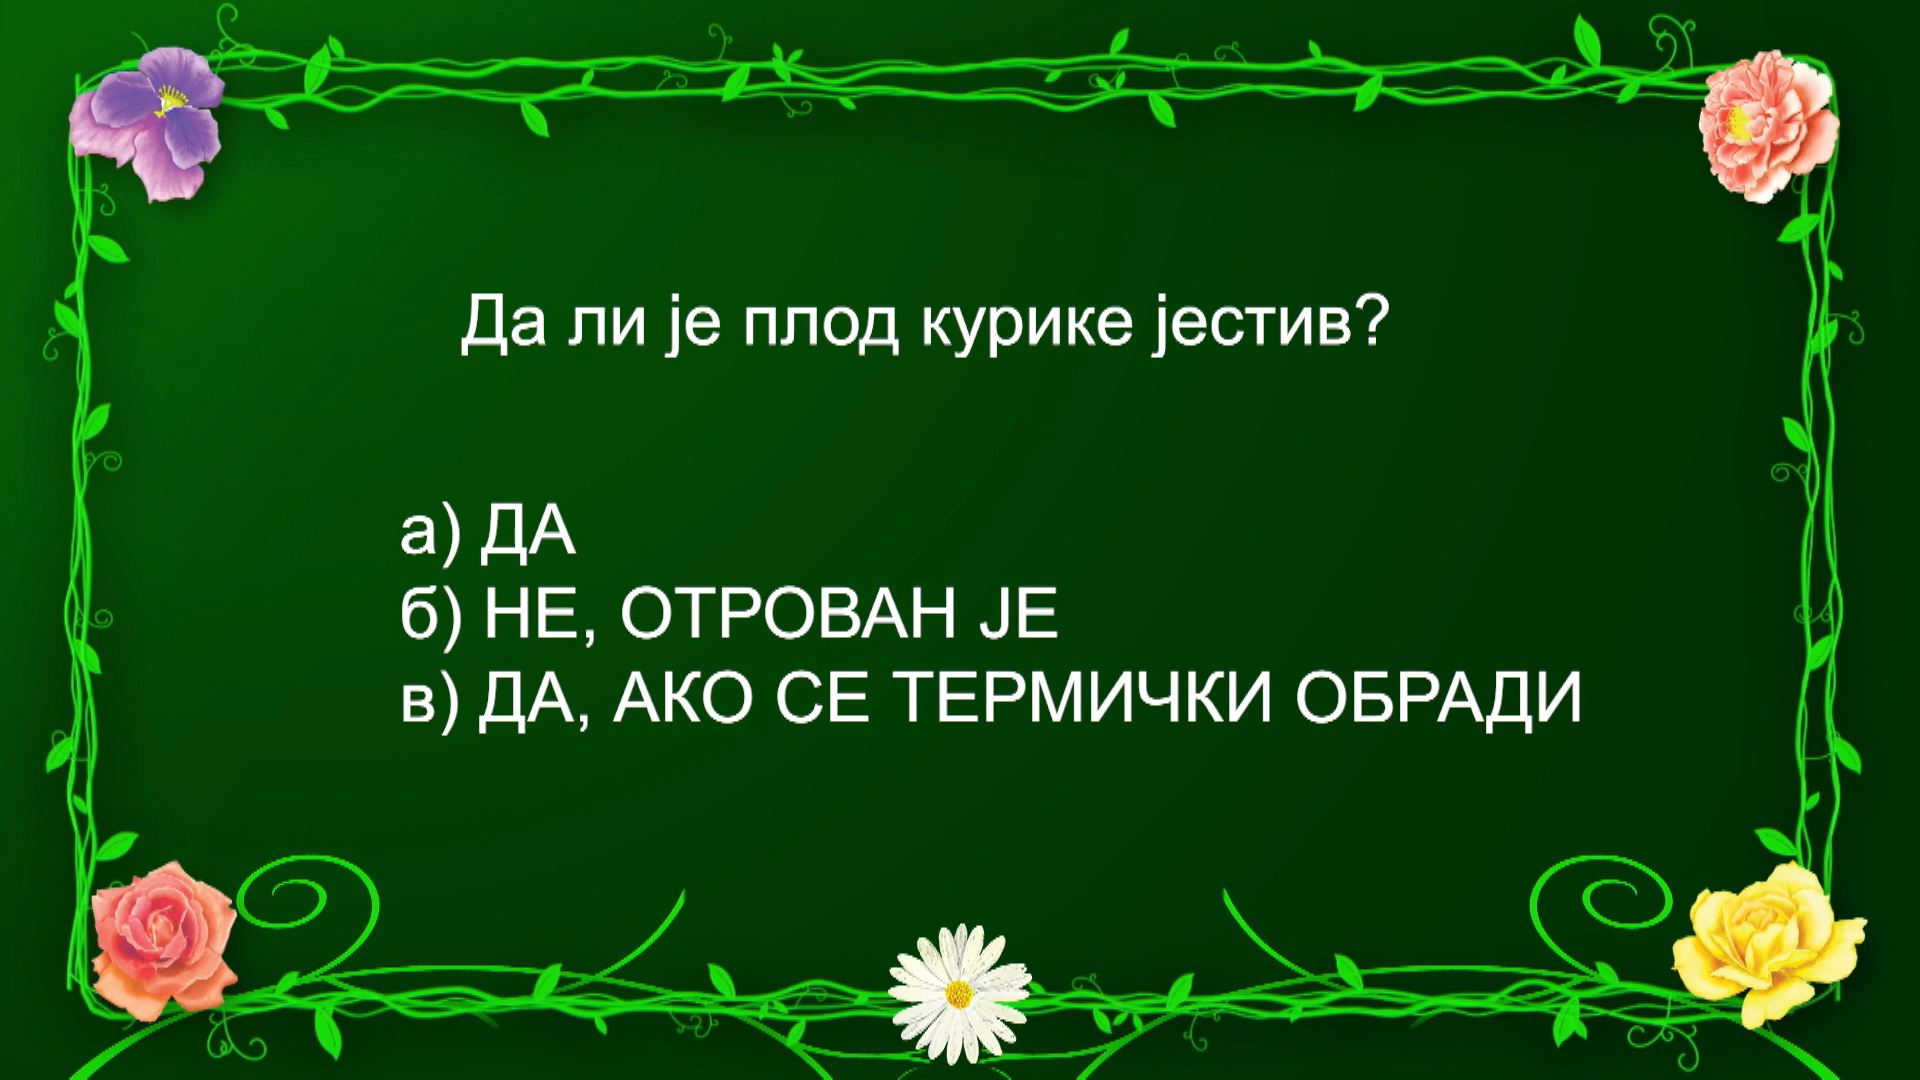 Да ли је плод курике јестив?
а) ДА
б) НЕ, ОТРОВАН ЈЕ
в) ДА, АКО СЕ ТЕРМИЧКИ ОБРАДИ